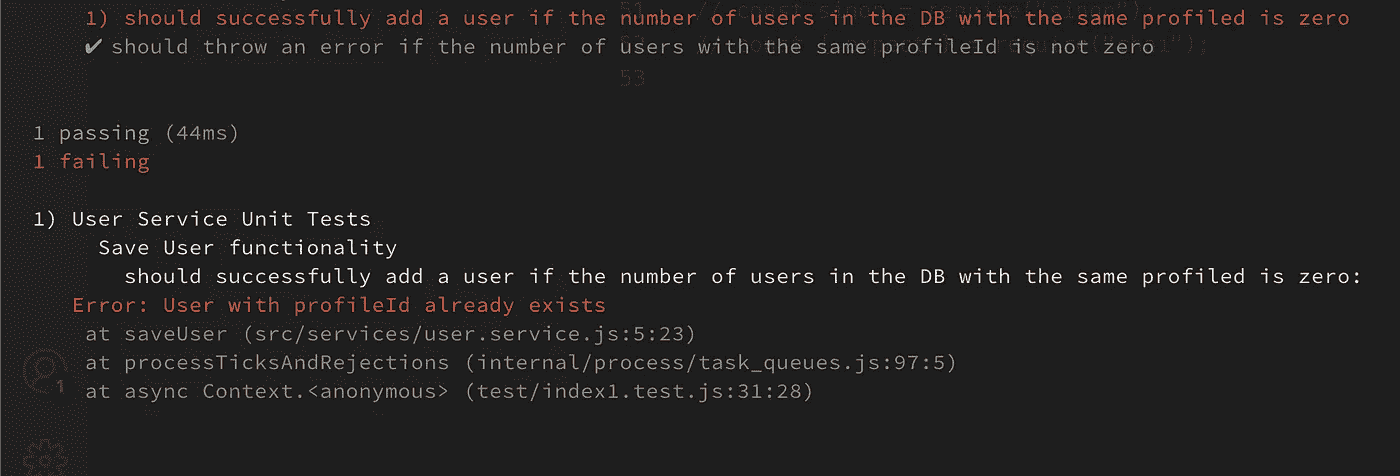 1) should successfully add a user if the number of users in the DB with the same profiled is zero
✔ should throw an error if the number of users with the same profileId is not zero
53
1 passing (44ms)
1 failing
1) User Service Unit Tests
Save User functionality
should successfully add a user if the number of users in the DB with the same profiled is zero:
Error: User with profileId already exists
at saveUser (src/services/user.service.js:5:23)
at processTicksAndRejections (internal/process/task_queues.js:97:5)
1
at async Context.<anonymous> (test/index1.test.js:31:28)